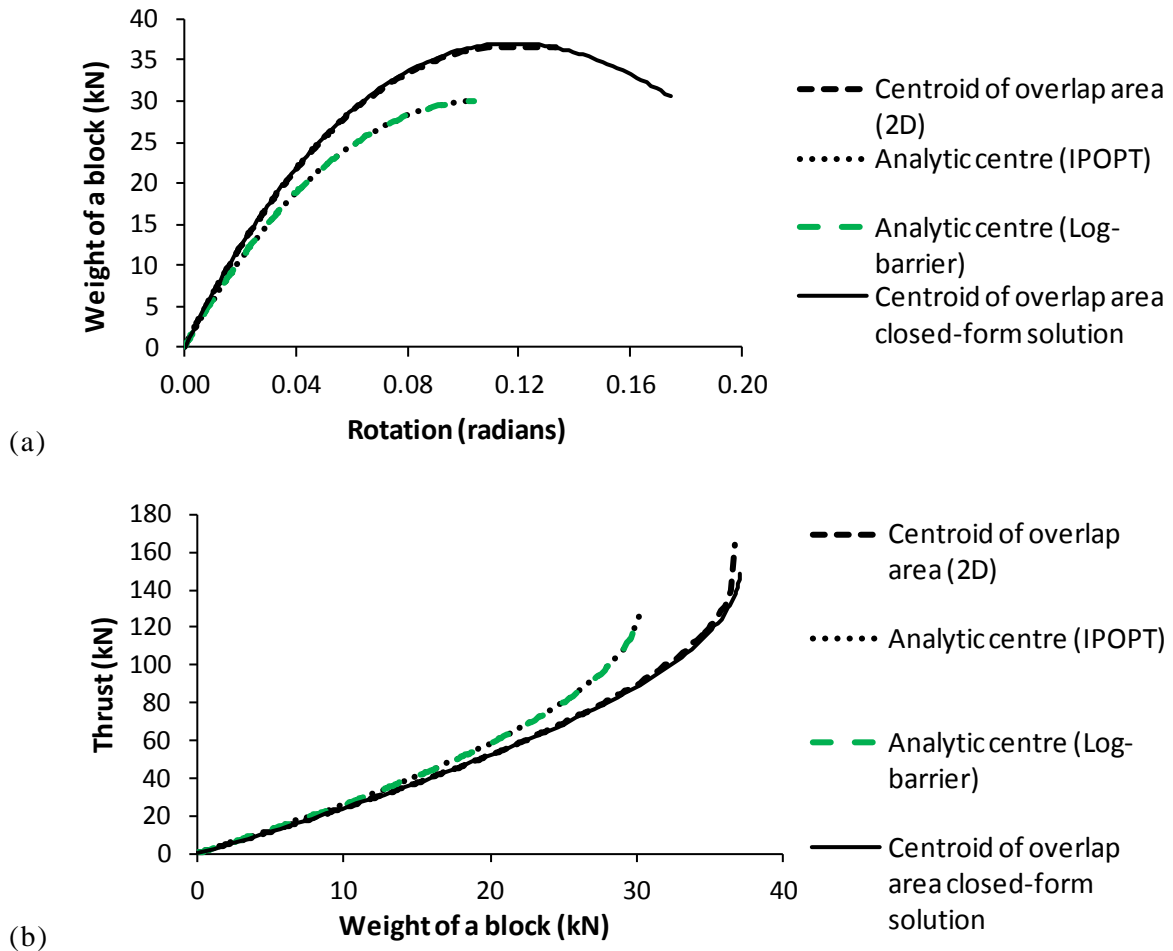 40
35
30
25
20
15
10
5
0
Weight of a block (kN)
0.00 0.04 0.08 0.12 0.16 0.20
Rotation (radians)
Centroid of overlap area
(2D)
Analytic centre (IPOPT)
Analytic centre (Log-
barrier)
Centroid of overlap area
closed-form solution
(a)
180
160
140
120
100
80
60
40
20
0
Thrust (kN)
0 10 20 30 40
Weight of a block (kN)
Centroid of overlap
area (2D)
Analytic centre (IPOPT)
Analytic centre (Log-
barrier)
Centroid of overlap
area closed-form
solution
(b)